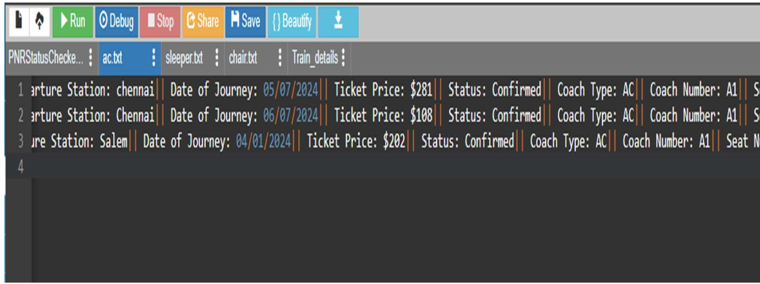 Run Debug Stop Share Save {} Beautify
PNRStatusChecke... ac.txt sleeper.txt chair.txt Train_details
1 arture Station: chennai|| Date of Journey: 05/07/2024|| Ticket Price: $281|| Status: Confirmed|| Coach Type: AC|| Coach Number: A1|| S
2 arture Station: Chennai|| Date of Journey: 06/07/2024|| Ticket Price: $108|| Status: Confirmed|| Coach Type: AC|| Coach Number: A1|| S
3 ure Station: Salem|| Date of Journey: 04/01/2024|| Ticket Price: $202|| Status: Confirmed|| Coach Type: AC|| Coach Number: A1|| Seat N
4